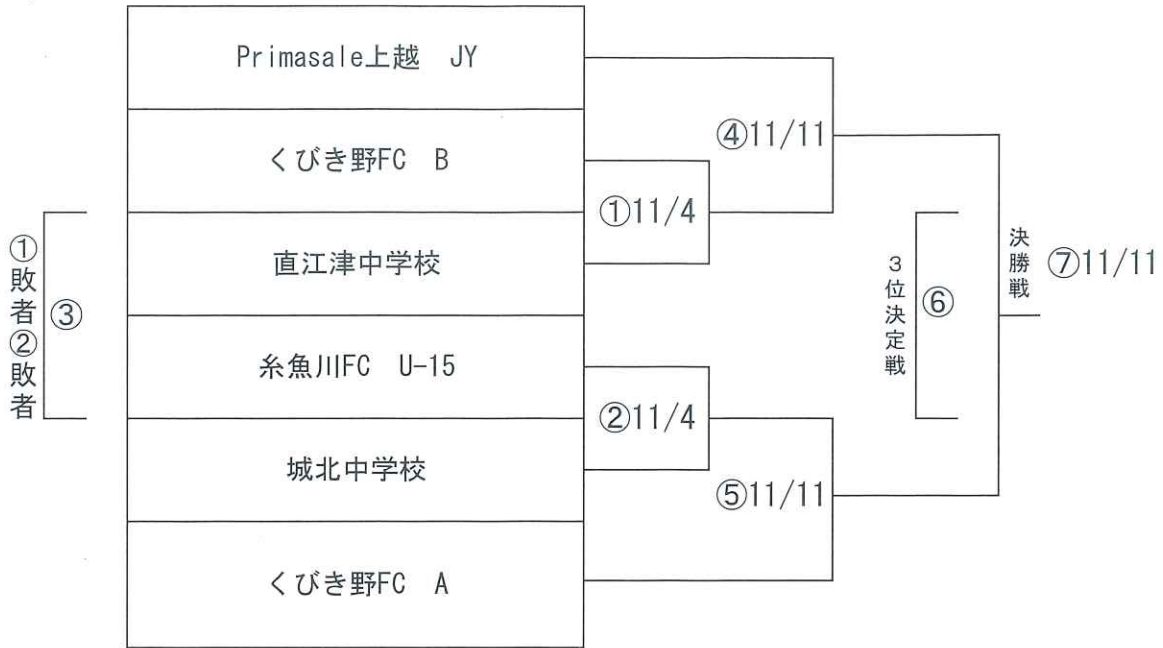 Primasale上越 JY
くびき野FC B
直江津中学校
糸魚川FC U-15
城北中学校
くびき野FC A
①敗者②敗者
③
①11/4
②11/4
④11/11
⑤11/11
3位決定戦
⑥
決勝戦
⑦11/11